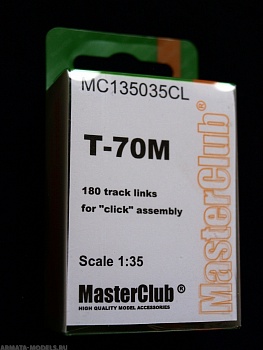 MC135035CL
T-70M
180 track links
for "click" assembly
Scale 1:35
MasterClub®
HIGH QUALITY MODEL ACCESSORIES
MasterClub®
ARMATA-MODELS.RU